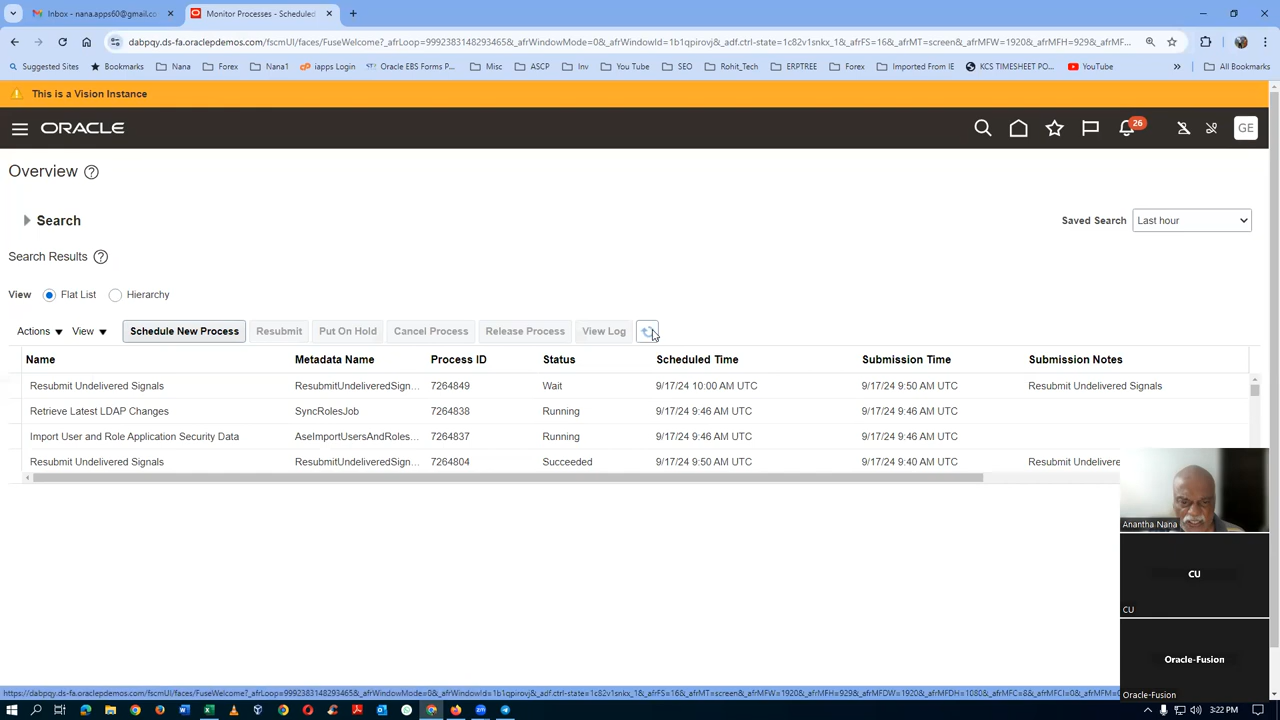 Inbox - nana.apps60@gmail.co
Monitor Processes - Scheduled
dabpqy.ds-fa.oraclepdemos.com/fscmUI/faces/FuseWelcome?_afrLoop=9992383148293465&_afrWindowMode=0&_afrWindowId=1b1qpirovj&_adf.ctrl-state=1c82v1snkx_1&_afrFS=16&_afrMT=screen&_afrMFW=1920&_afrMFH=929&_afrMFDW=1920&_afrM...
Suggested Sites Bookmarks Nana Forex Nana1 iapps Login Oracle EBS Forms P... Misc ASCP Inv You Tube SEO Rohit_Tech ERPTREE Forex Imported From IE KCS TIMESHEET PO... YouTube » All Bookmarks
This is a Vision Instance
ORACLE 26 GE
Overview
Search Saved Search Last hour
Search Results
View Flat List Hierarchy
Actions View Schedule New Process Resubmit Put On Hold Cancel Process Release Process View Log
Name Metadata Name Process ID Status Scheduled Time Submission Time Submission Notes
Resubmit Undelivered Signals ResubmitUndeliveredSign... 7264849 Wait 9/17/24 10:00 AM UTC 9/17/24 9:50 AM UTC Resubmit Undelivered Signals
Retrieve Latest LDAP Changes SyncRolesJob 7264838 Running 9/17/24 9:46 AM UTC 9/17/24 9:46 AM UTC
Import User and Role Application Security Data AseImportUsersAndRoles... 7264837 Running 9/17/24 9:46 AM UTC 9/17/24 9:46 AM UTC
Resubmit Undelivered Signals ResubmitUndeliveredSign... 7264804 Succeeded 9/17/24 9:50 AM UTC 9/17/24 9:40 AM UTC Resubmit Undelivere
Anantha Nana
CU
CU
Oracle-Fusion
Oracle-Fusion
3:22 PM